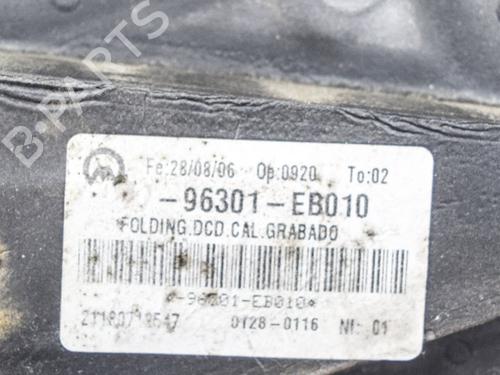 B-PARTS
Fe:28/08/06 Op:0920 To:02
-96301-EB010
FOLDING.DCD.CAL.GRABADO
*-96301-EB010*
0128-0116 NI: 01